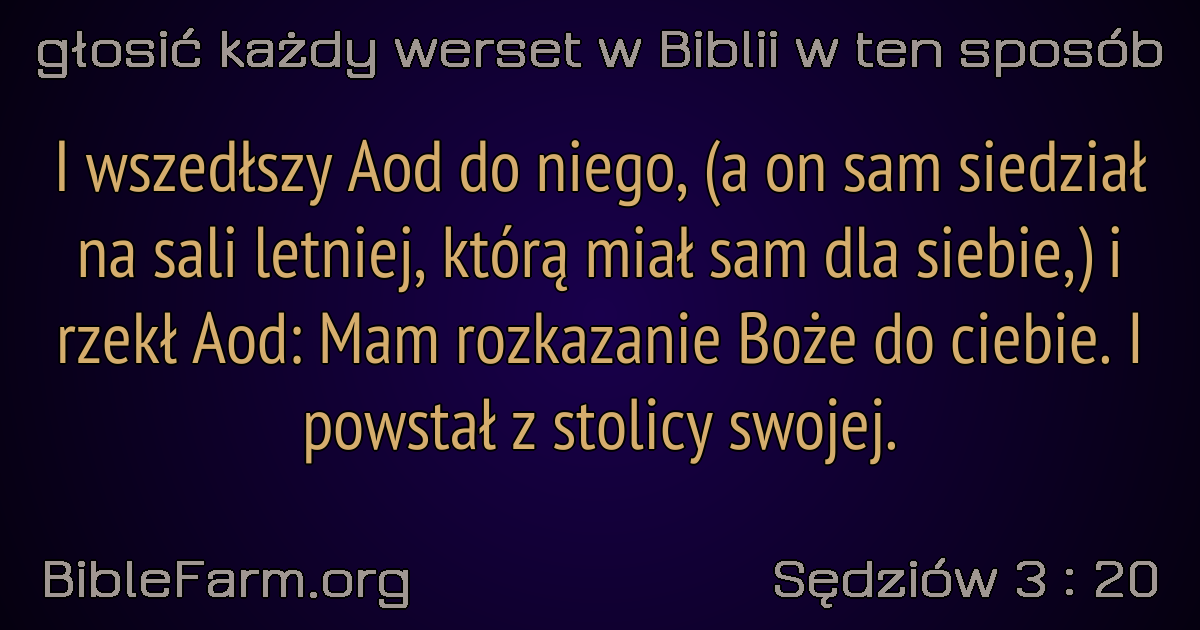 głosić każdy werset w Biblii w ten sposób
I wszedłszy Aod do niego, (a on sam siedział
na sali letniej, którą miał sam dla siebie,) i
rzekł Aod: Mam rozkazanie Boże do ciebie. I
powstał z stolicy swojej.
BibleFarm.org
Sędziów 3 : 20